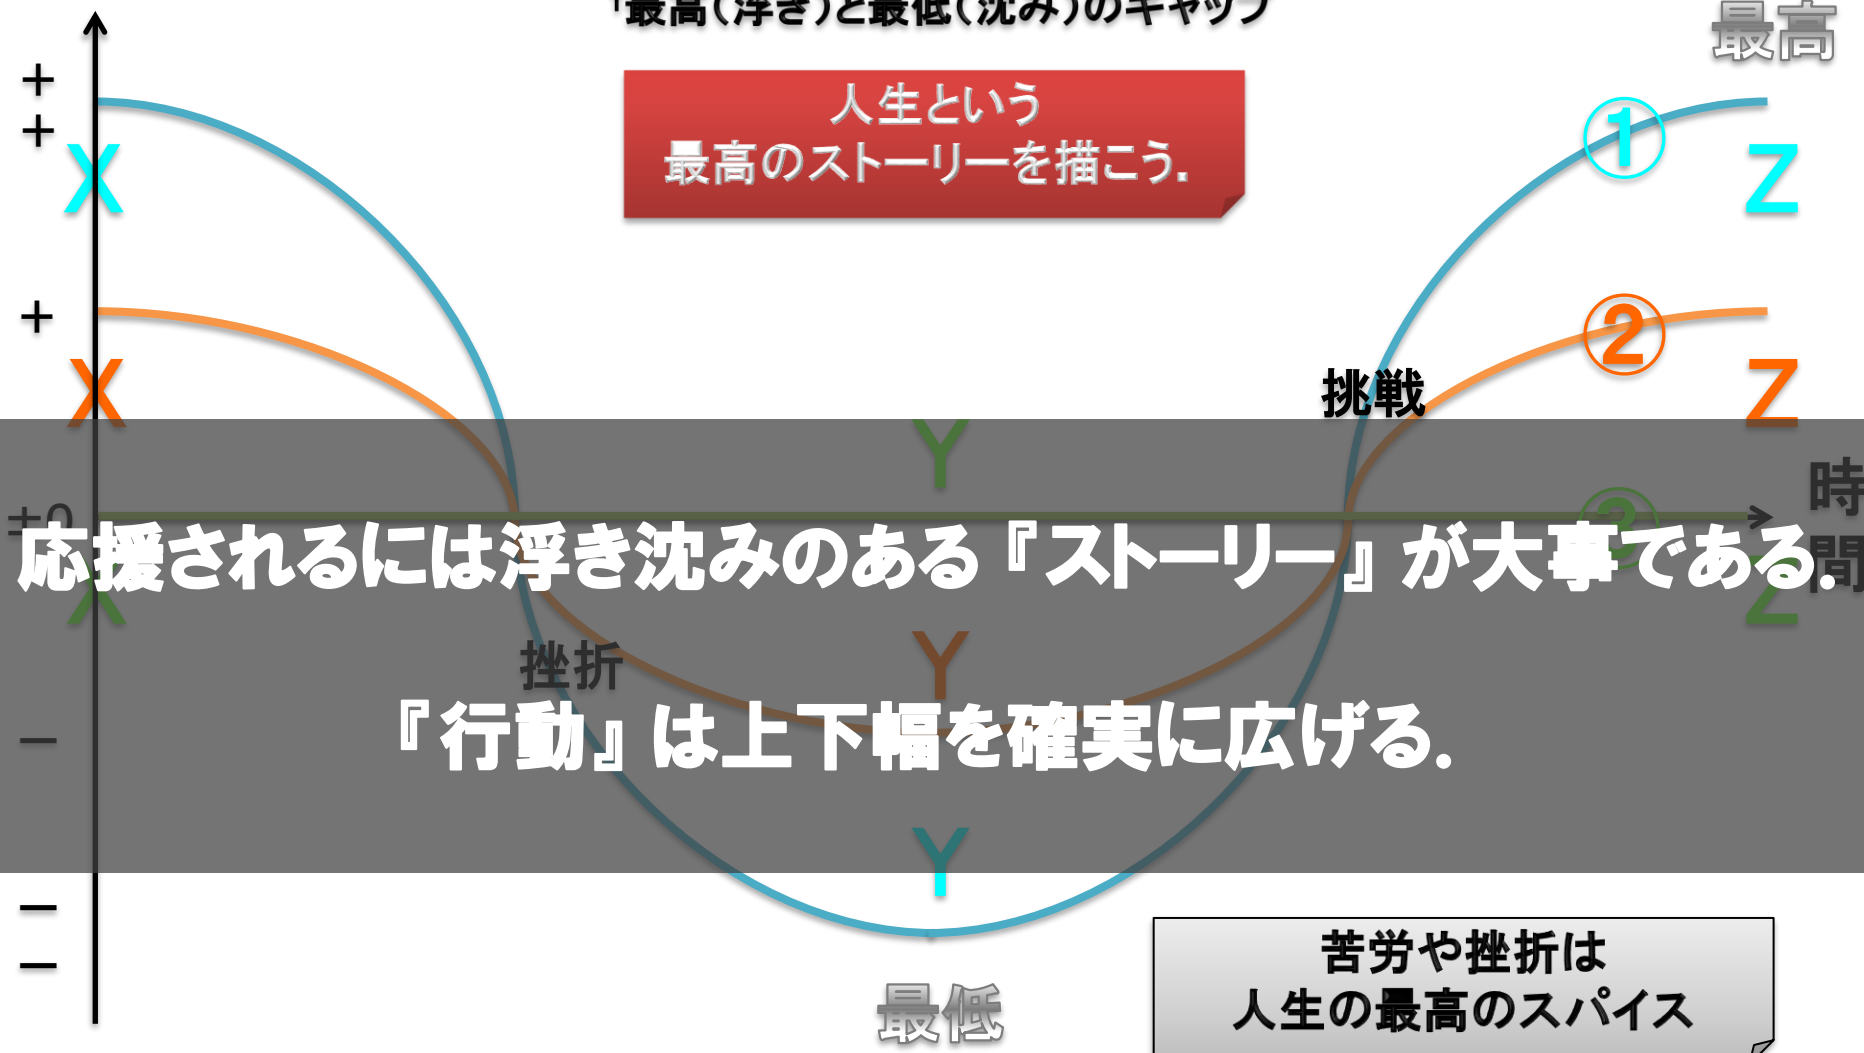 「最高(浮き)と最低(沈み)のギャップ
最高
人生という
最高のストーリーを描こう.
+
+
X
①
Z
+
X
②
Z
挑戦
Y
±0
③
時
間
応援されるには浮き沈みのある『ストーリー』が大事である.
X
Z
挫折
Y
『行動』は上下幅を確実に広げる.
−
Y
−
−
苦労や挫折は
人生の最高のスパイス
最低